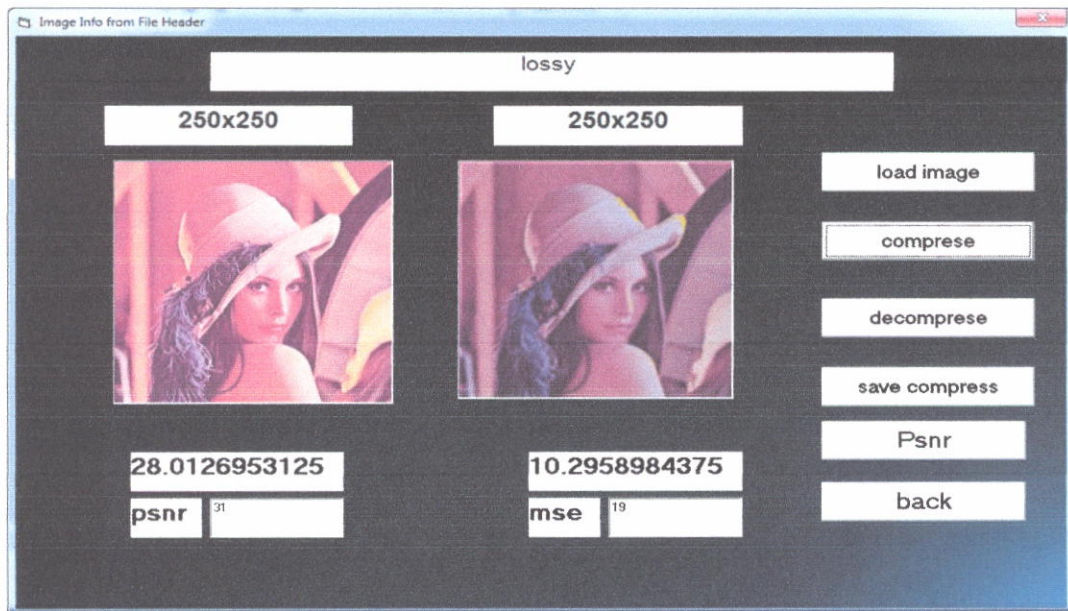 Image Info from File Header
lossy
250x250
250x250
load image
comprese
decomprese
save compress
Psnr
back
28.0126953125
10.2958984375
psnr
31
mse
19